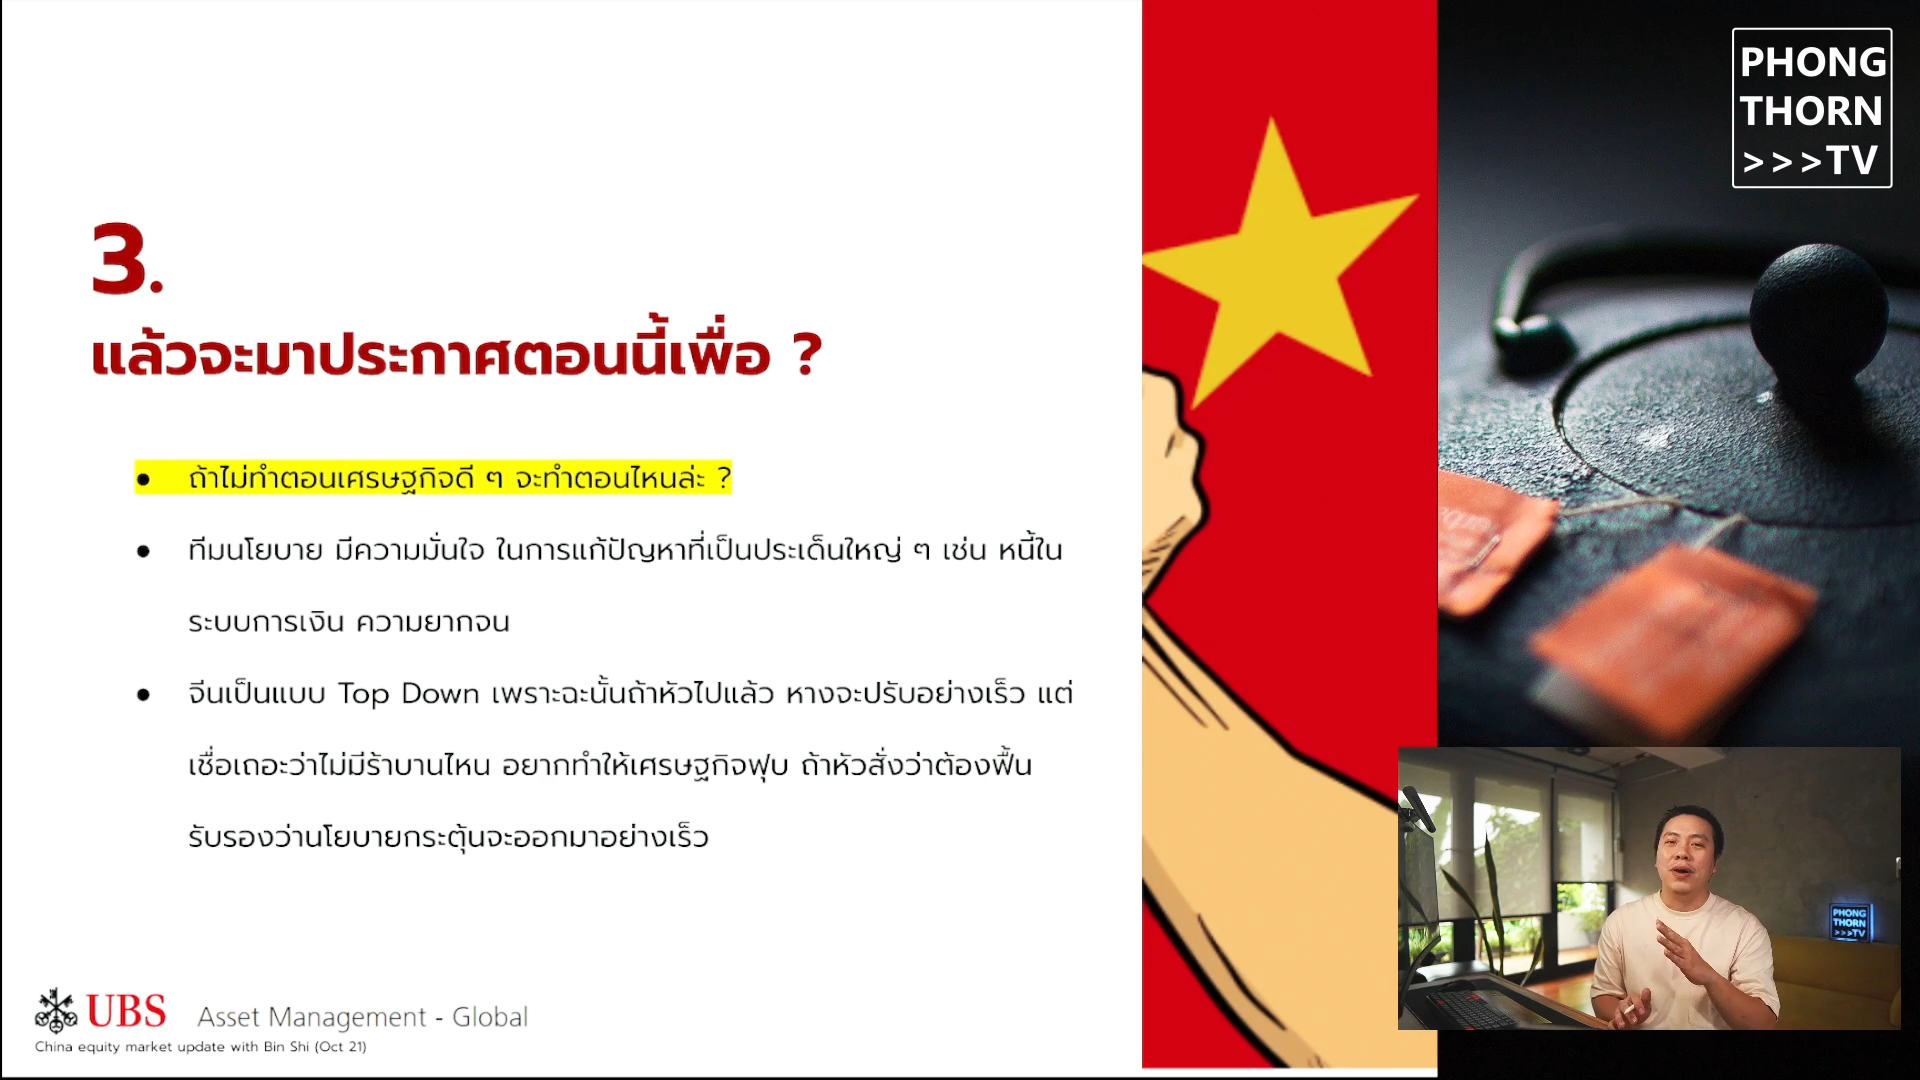 3.
แล้วจะมาประกาศตอนนี้เพื่อ ?
● ถ้าไม่ทำตอนเศรษฐกิจดี ๆ จะทำตอนไหนล่ะ ?
● ทีมนโยบาย มีความมั่นใจ ในการแก้ปัญหาที่เป็นประเด็นใหญ่ ๆ เช่น หนี้ใน
ระบบการเงิน ความยากจน
● จีนเป็นแบบ Top Down เพราะฉะนั้นถ้าหัวไปแล้ว หางจะปรับอย่างเร็ว แต่
เชื่อเถอะว่าไม่มีร้าบานไหน อยากทำให้เศรษฐกิจฟุบ ถ้าหัวสั่งว่าต้องฟื้น
รับรองว่านโยบายกระตุ้นจะออกมาอย่างเร็ว
UBS Asset Management - Global
China equity market update with Bin Shi (Oct 21)
PHONG
THORN
>>>TV
PHONG
THORN
>>>TV